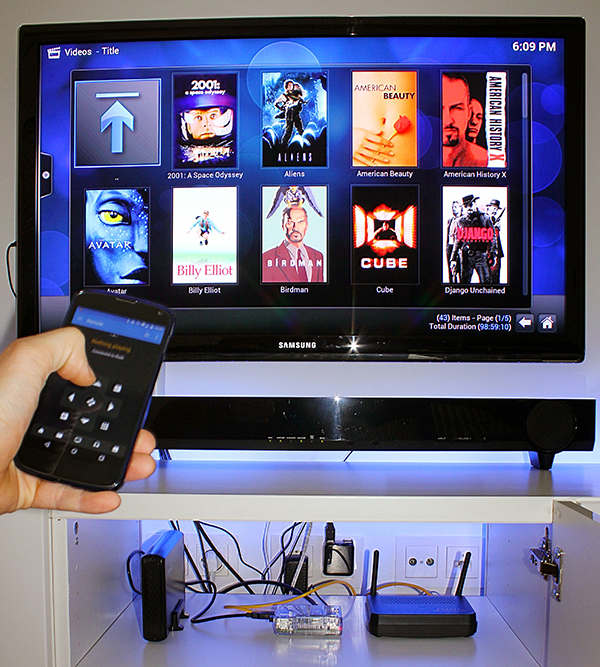 Videos - Title
6:09 PM
2001:
a space odyssey
ALIENS
AMERICAN
BEAUTY
AMERICAN
HISTORY X
..
2001: A Space Odyssey
Aliens
American Beauty
American History X
AVATAR
Billy Elliot
BIRDMAN
CUBE
DJANGO
Avatar
Billy Elliot
Birdman
Cube
Django Unchained
(43) Items - Page (1/5)
Total Duration (98:59:10)
SAMSUNG
Nothing playing